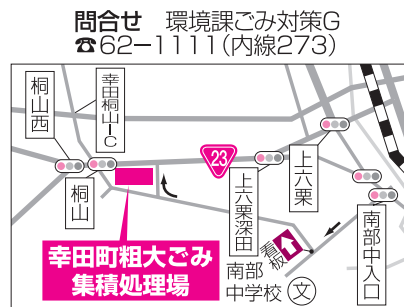 問合せ 環境課ごみ対策G
☎62−1111(内線273)
桐山西
幸田桐山IC
桐山
23
上六栗深田
上六栗
南部中入口
看板
南部
中学校 文
幸田町粗大ごみ
集積処理場